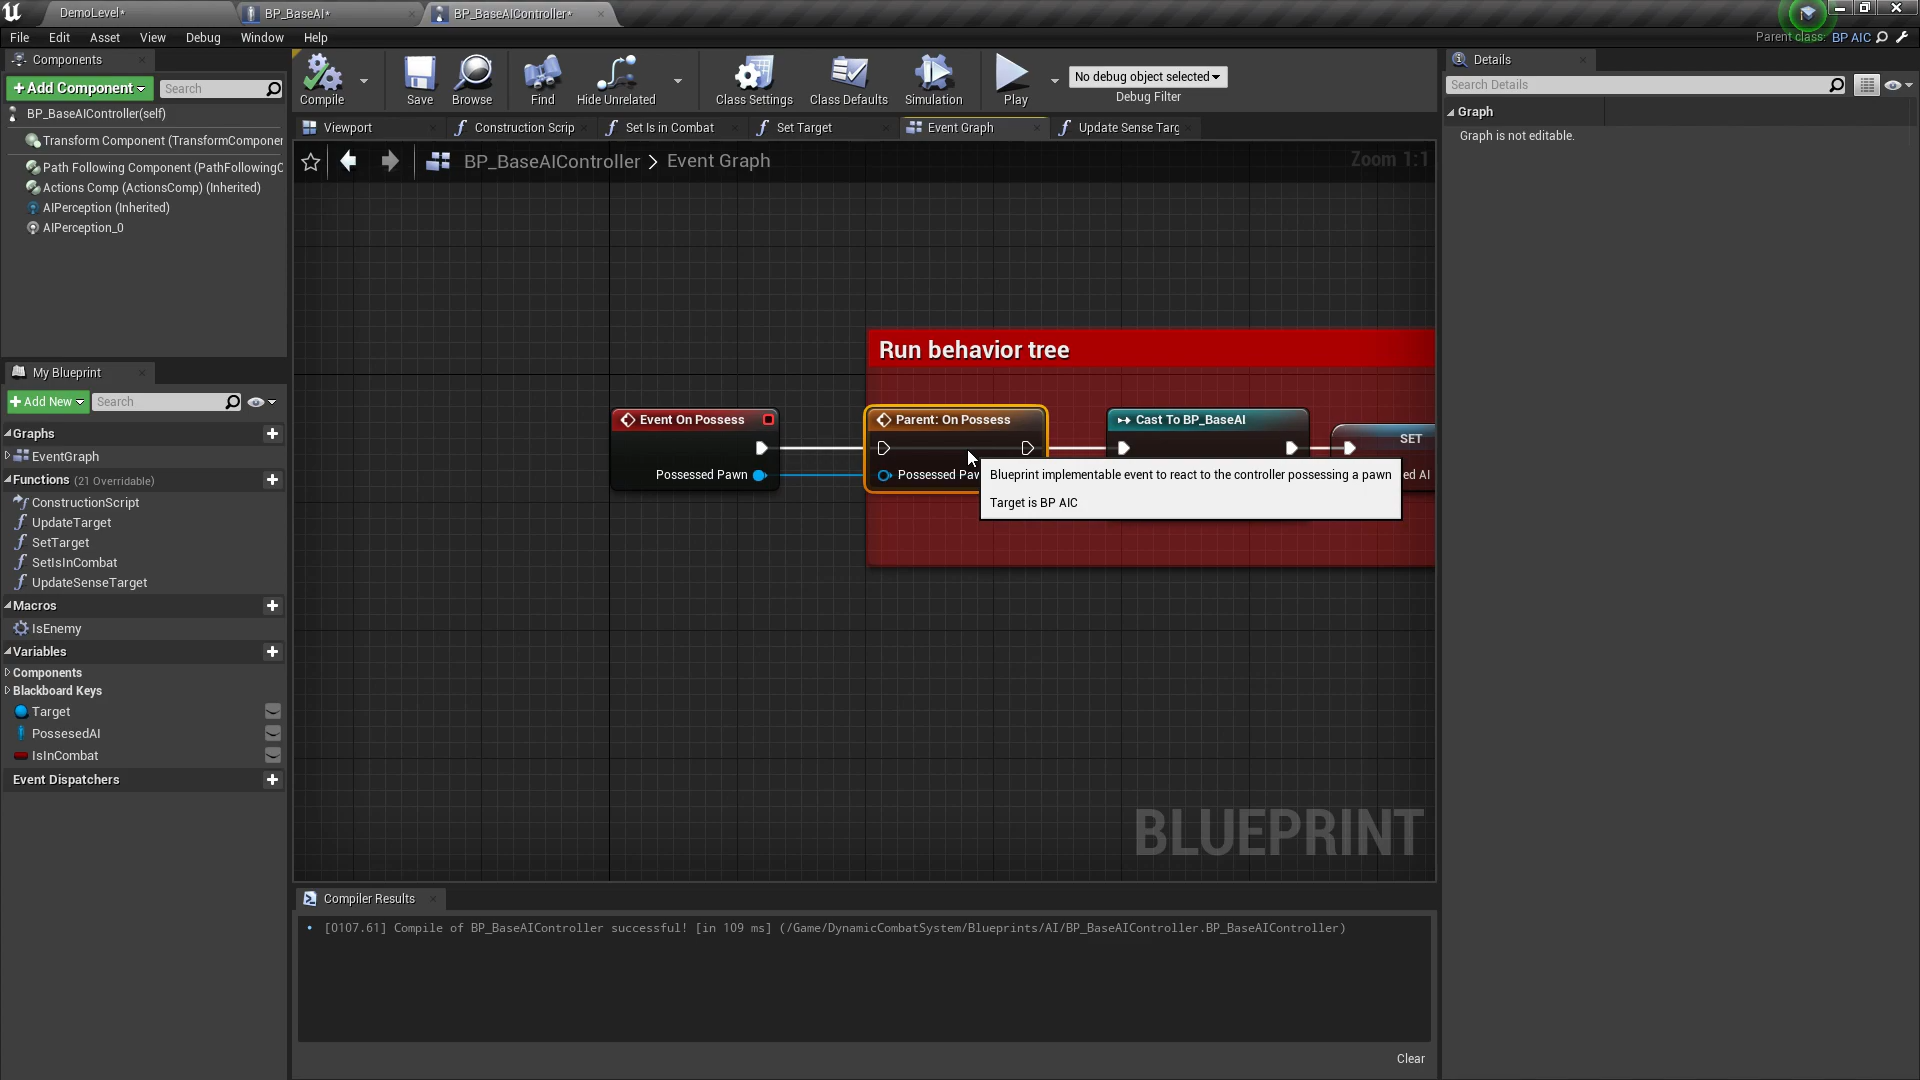 DemoLevel*
BP_BaseAI*
BP_BaseAIController*
File Edit Asset View Debug Window Help
Parent class: BP AIC
Components
+Add Component
Search
BP_BaseAIController(self)
Transform Component (TransformComponer
Path Following Component (PathFollowingC
Actions Comp (ActionsComp) (Inherited)
AIPerception (Inherited)
AIPerception_0
My Blueprint
+Add New
Search
Graphs
EventGraph
Functions (21 Overridable)
ConstructionScript
UpdateTarget
SetTarget
SetIsInCombat
UpdateSenseTarget
Macros
IsEnemy
Variables
Components
Blackboard Keys
Target
PossesedAI
IsInCombat
Event Dispatchers
Compile
Save
Browse
Find
Hide Unrelated
Class Settings
Class Defaults
Simulation
Play
No debug object selected
Debug Filter
Viewport
Construction Scrip
Set Is in Combat
Set Target
Event Graph
Update Sense Targ
BP_BaseAIController > Event Graph
Zoom 1:1
Run behavior tree
Event On Possess
Possessed Pawn
Parent: On Possess
Possessed Paw
Cast To BP_BaseAI
SET
ed AI
Blueprint implementable event to react to the controller possessing a pawn
Target is BP AIC
BLUEPRINT
Compiler Results
[0107.61] Compile of BP_BaseAIController successful! [in 109 ms] (/Game/DynamicCombatSystem/Blueprints/AI/BP_BaseAIController.BP_BaseAIController)
Clear
Details
Search Details
Graph
Graph is not editable.